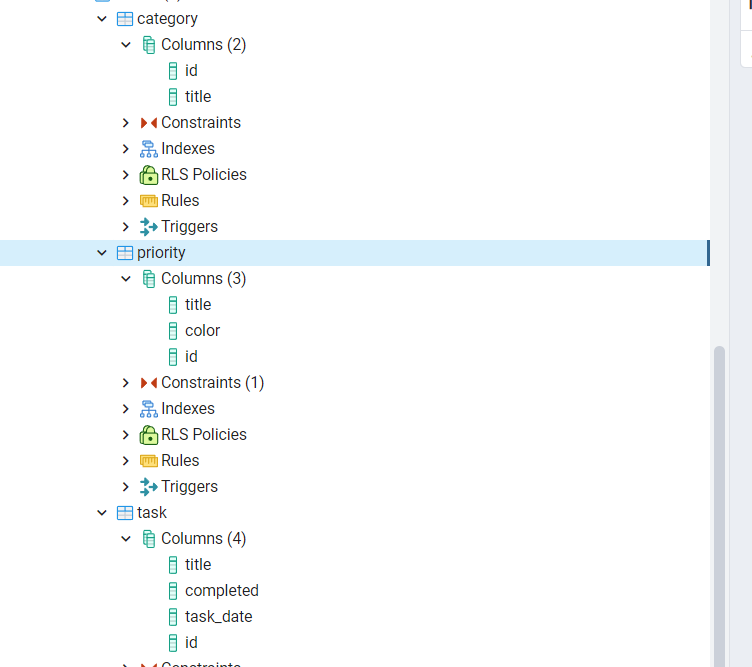 category
Columns (2)
id
title
Constraints
Indexes
RLS Policies
Rules
Triggers
priority
Columns (3)
title
color
id
Constraints (1)
Indexes
RLS Policies
Rules
Triggers
task
Columns (4)
title
completed
task_date
id
Constraints